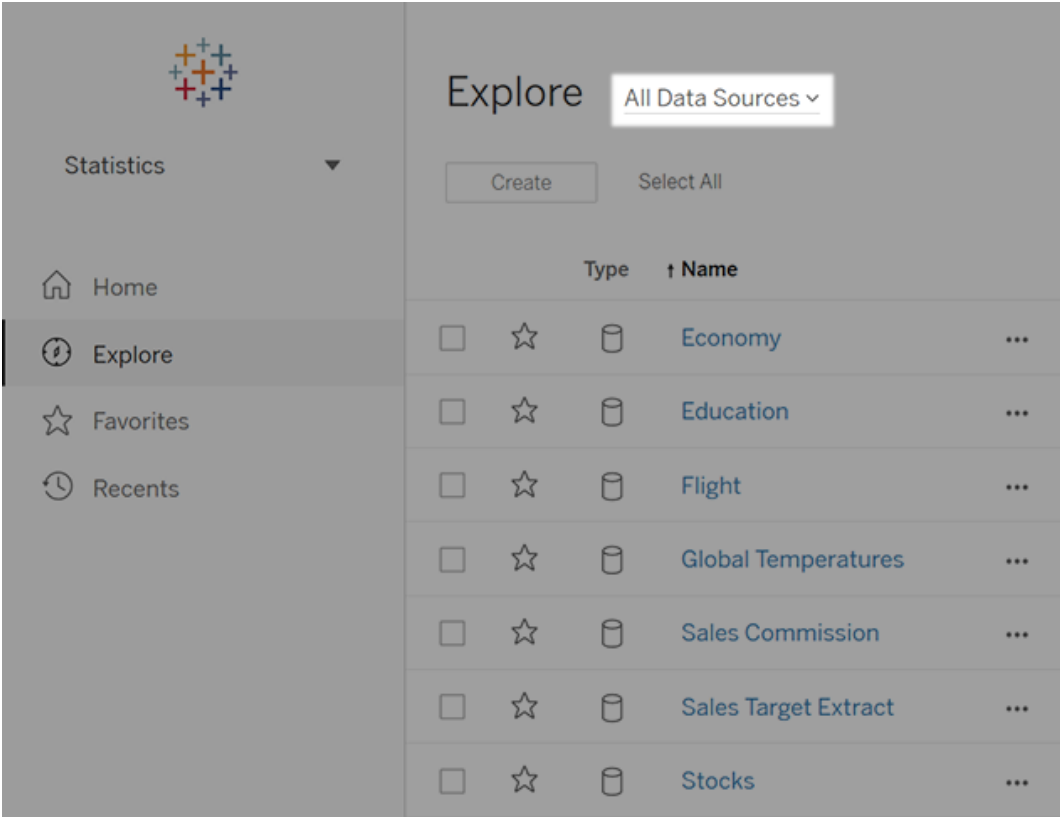 Statistics
Home
Explore
Favorites
Recents
Explore All Data Sources
Create Select All
Type ↑ Name
Economy
Education
Flight
Global Temperatures
Sales Commission
Sales Target Extract
Stocks